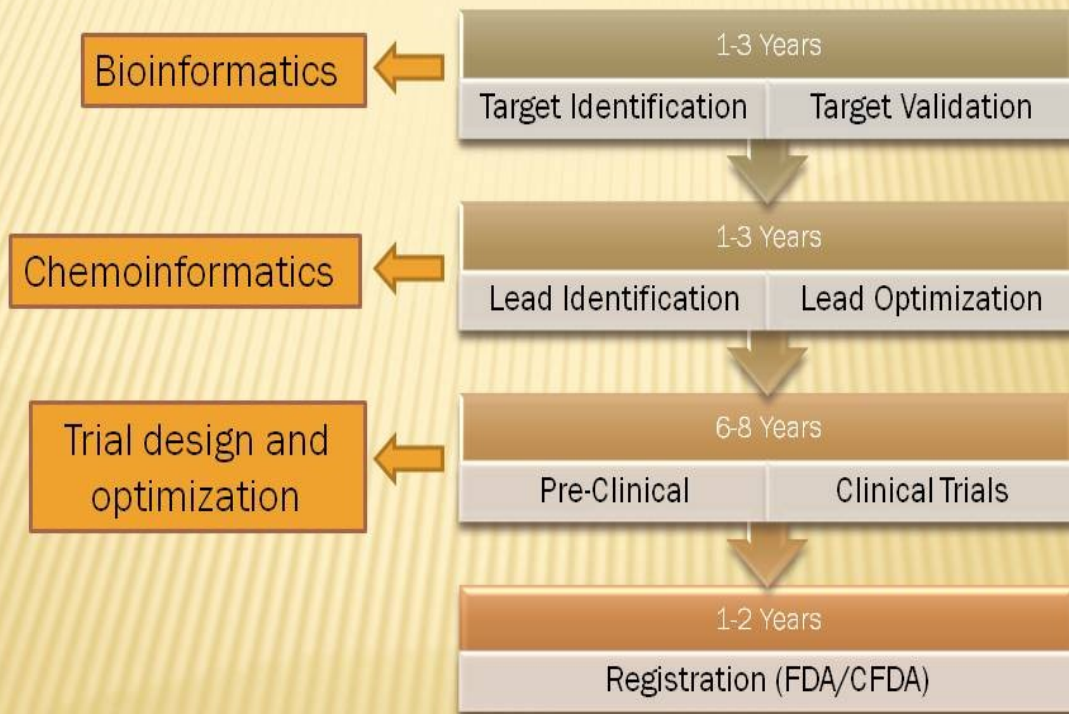 Bioinformatics
1-3 Years
Target Identification Target Validation
Chemoinformatics
1-3 Years
Lead Identification Lead Optimization
Trial design and
optimization
6-8 Years
Pre-Clinical Clinical Trials
1-2 Years
Registration (FDA/CFDA)